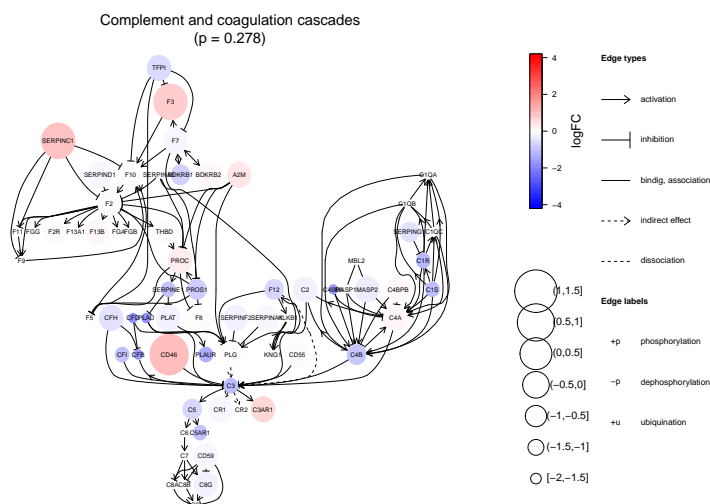 Complement and coagulation cascades
(p = 0.278)
TFPI
F3
SERPINC1
F7
SERPIND1
F10
BDKRB2
A2M
F2
F11
FGG
F2R
F13A1
F13B
THBD
F9
PROC
PROS1
F5
CFH
PLAT
F8
F12
C2
MBL2
C1QA
C1QB
C1QC
C1R
C1S
C4BPB
C4A
C4B
CFI
CFB
CD46
PLAUR
PLG
KNG1
CD55
C3
C5
CR1
CR2
C3AR1
C6
C5AR1
C7
CD59
C8G
4
2
0
−2
−4
logFC
Edge types
activation
inhibition
bindig, association
indirect effect
dissociation
(1,1.5]
(0.5,1]
(0,0.5]
(−0.5,0]
(−1,−0.5]
(−1.5,−1]
[−2,−1.5]
Edge labels
+p phosphorylation
−p dephosphorylation
+u ubiquination